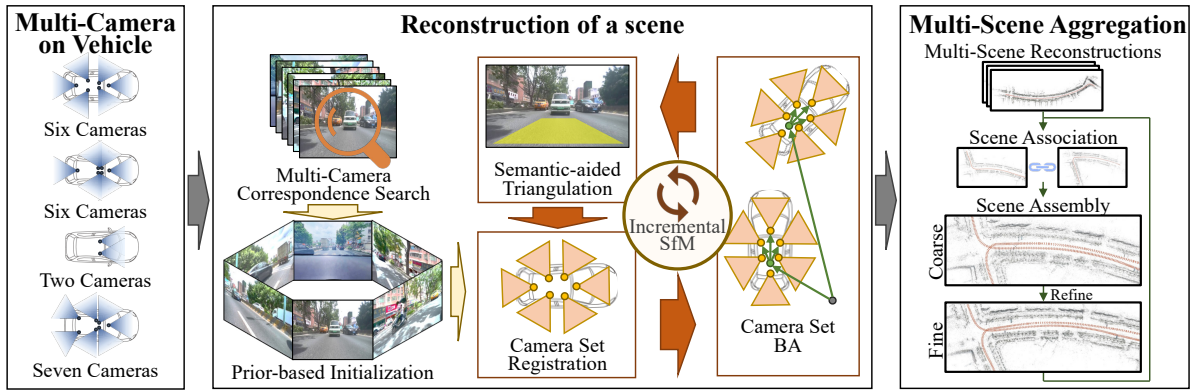 Multi-Camera
on Vehicle
Six Cameras
Six Cameras
Two Cameras
Seven Cameras
Reconstruction of a scene
Multi-Camera
Correspondence Search
Prior-based Initialization
Semantic-aided
Triangulation
Camera Set
Registration
Incremental
SfM
Camera Set
BA
Multi-Scene Aggregation
Multi-Scene Reconstructions
Scene Association
Scene Assembly
Coarse
Refine
Fine